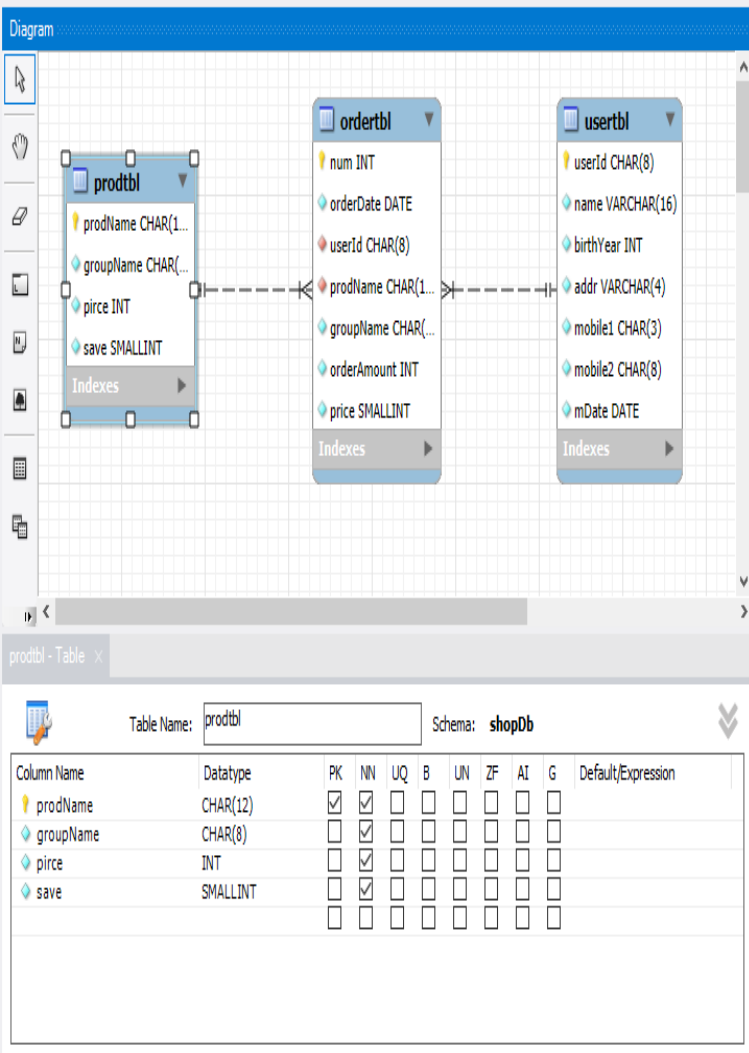 Diagram
prodtbl
prodName CHAR(1...
groupName CHAR(...
pirce INT
save SMALLINT
Indexes
ordertbl
num INT
orderDate DATE
userId CHAR(8)
prodName CHAR(1...
groupName CHAR(...
orderAmount INT
price SMALLINT
Indexes
usertbl
userId CHAR(8)
name VARCHAR(16)
birthYear INT
addr VARCHAR(4)
mobile1 CHAR(3)
mobile2 CHAR(8)
mDate DATE
Indexes
prodtbl - Table ×
Table Name: prodtbl Schema: shopDb
Column Name Datatype PK NN UQ B UN ZF AI G Default/Expression
prodName CHAR(12)
groupName CHAR(8)
pirce INT
save SMALLINT